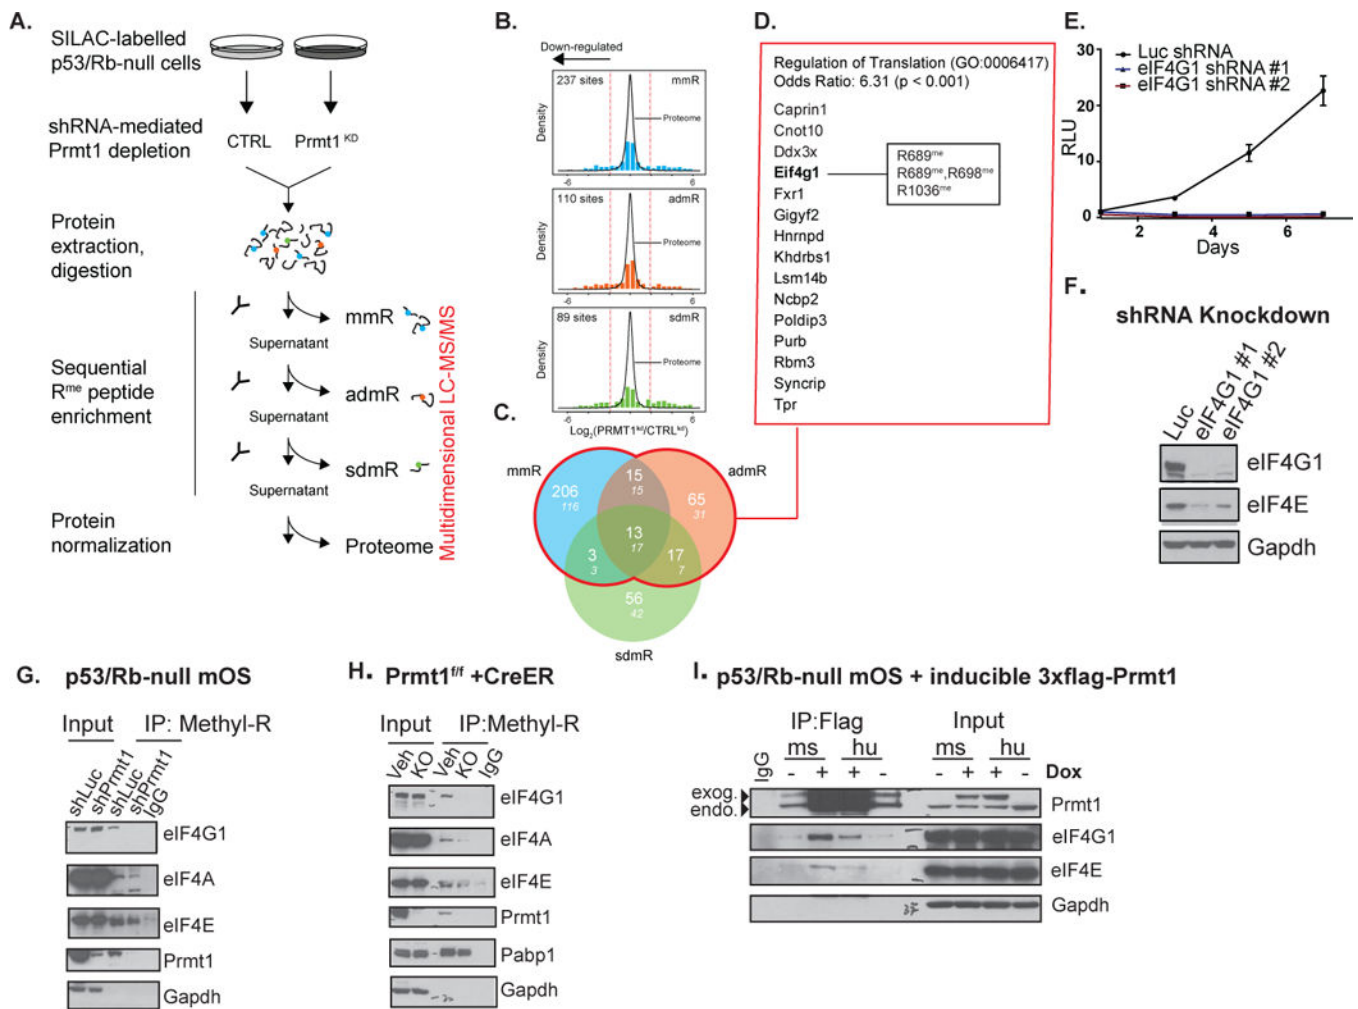 A.
SILAC-labelled
p53/Rb-null cells
shRNA-mediated
Prmt1 depletion
CTRL
Prmt1 KD
Protein
extraction,
digestion
Sequential
Rme peptide
enrichment
mmR
Supernatant
admR
Supernatant
sdmR
Supernatant
Protein
normalization
Proteome
Multidimensional LC-MS/MS
B.
Down-regulated
237 sites
mmR
Proteome
Density
-6
6
110 sites
admR
Proteome
Density
-6
6
89 sites
sdmR
Proteome
Density
-6
6
Log2(PRMT1kd/CTRLkd)
C.
mmR
admR
206
116
15
15
65
31
13
17
3
3
17
7
56
42
sdmR
D.
Regulation of Translation (GO:0006417)
Odds Ratio: 6.31 (p < 0.001)
Caprin1
Cnot10
Ddx3x
Eif4g1
Fxr1
Gigyf2
Hnrnpd
Khdrbs1
Lsm14b
Ncbp2
Poldip3
Purb
Rbm3
Syncrip
Tpr
R689me
R689me,R698me
R1036me
E.
Luc shRNA
eIF4G1 shRNA #1
eIF4G1 shRNA #2
30
20
10
0
RLU
2
4
6
Days
F.
shRNA Knockdown
Luc
eIF4G1 #1
eIF4G1 #2
eIF4G1
eIF4E
Gapdh
G. p53/Rb-null mOS
Input
IP: Methyl-R
shLuc
shPrmt1
shLuc
shPrmt1
IgG
eIF4G1
eIF4A
eIF4E
Prmt1
Gapdh
H. Prmt1f/f +CreER
Input
IP:Methyl-R
Veh
KO
Veh
KO
IgG
eIF4G1
eIF4A
eIF4E
Prmt1
Pabp1
Gapdh
I. p53/Rb-null mOS + inducible 3xflag-Prmt1
IP:Flag
Input
IgG
ms
hu
ms
hu
- + + - - + + - Dox
exog.
endo.
Prmt1
eIF4G1
eIF4E
37
Gapdh